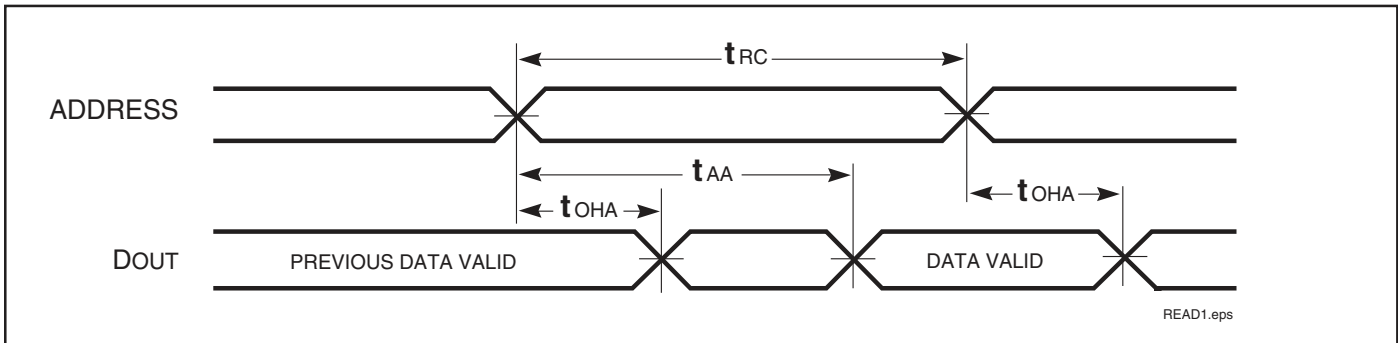 tRC
ADDRESS
tAA
tOHA
tOHA
DOUT
PREVIOUS DATA VALID
DATA VALID
READ1.eps